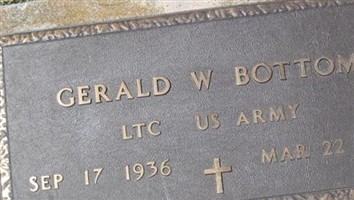 GERALD W BOTTOM
LTC US ARMY
SEP 17 1936 MAR 22